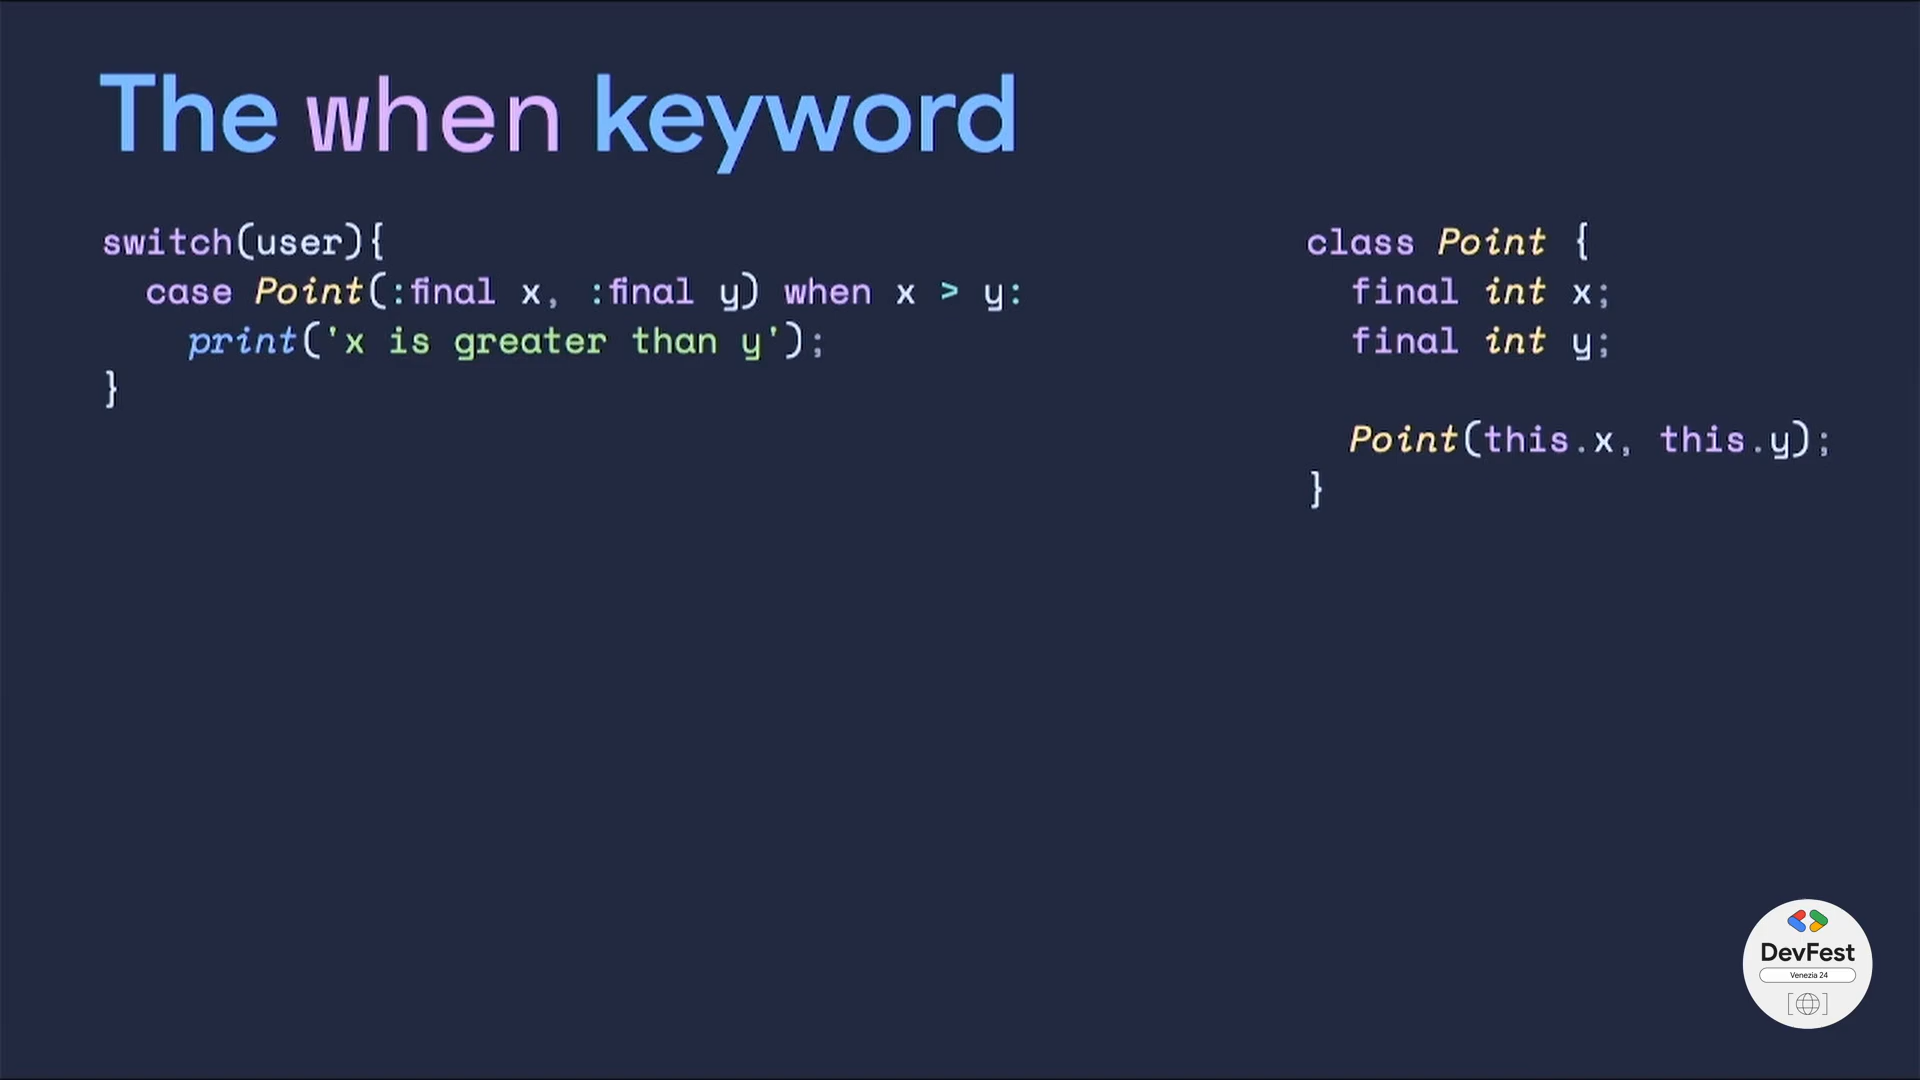 The when keyword
switch(user){
  case Point(:final x, :final y) when x > y:
    print('x is greater than y');
}
class Point {
  final int x;
  final int y;

  Point(this.x, this.y);
}
DevFest
Venezia 24